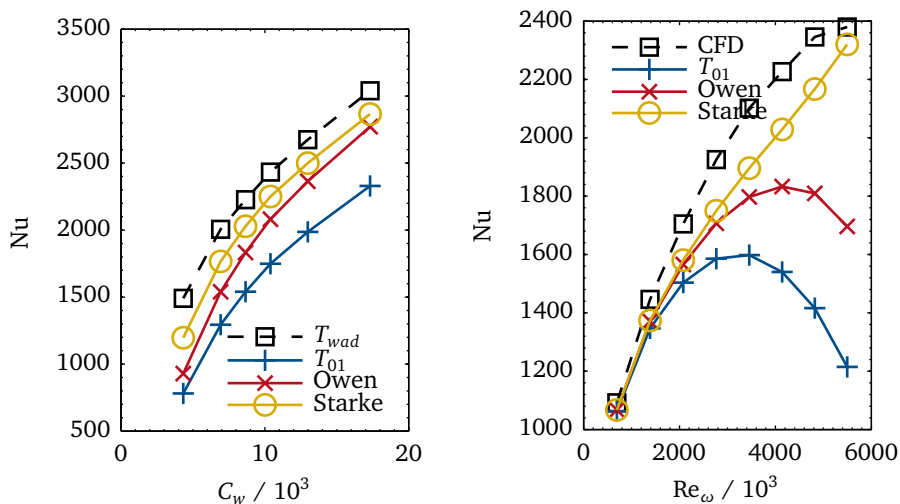 3500
3000
2500
2000
1500
1000
500
Nu
0
10
20
C_w / 10^3
T_wad
T_01
Owen
Starke
2400
2200
2000
1800
1600
1400
1200
1000
Nu
0
2000
4000
6000
Re_ω / 10^3
CFD
T_01
Owen
Starke